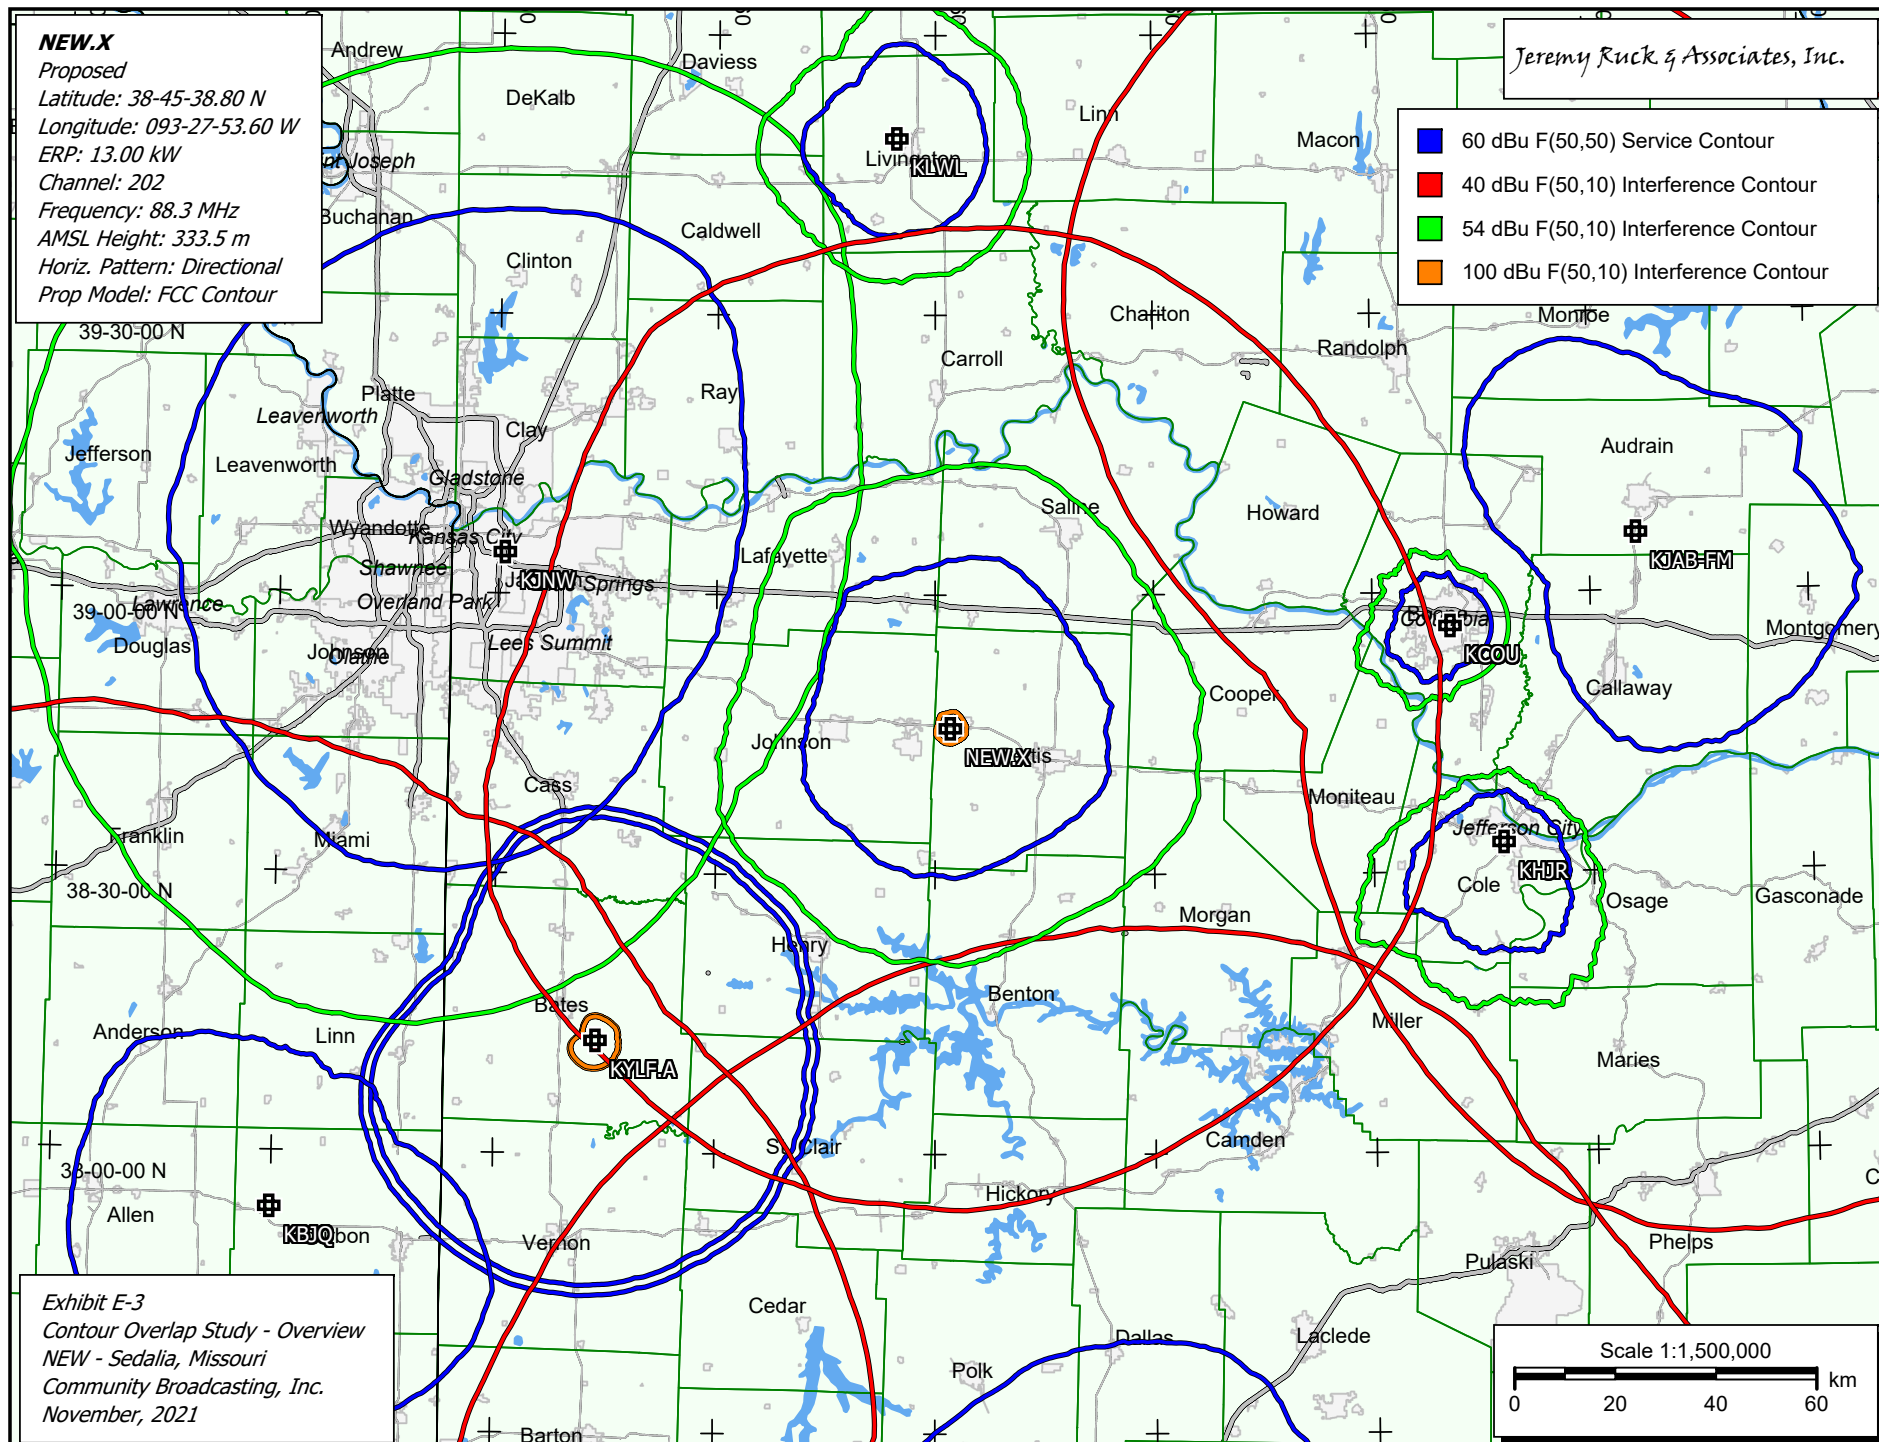 NEW.X
Proposed
Latitude: 38-45-38.80 N
Longitude: 093-27-53.60 W
ERP: 13.00 kW
Channel: 202
Frequency: 88.3 MHz
AMSL Height: 333.5 m
Horiz. Pattern: Directional
Prop Model: FCC Contour
Jeremy Ruck & Associates, Inc.
60 dBu F(50,50) Service Contour
40 dBu F(50,10) Interference Contour
54 dBu F(50,10) Interference Contour
100 dBu F(50,10) Interference Contour
Andrew
Daviess
DeKalb
Linn
Macon
Livingston
KLWL
Buchanan
Caldwell
Clinton
39-30-00 N
Chariton
Monroe
Randolph
Carroll
Platte
Ray
Leavenworth
Clay
Audrain
Jefferson
Leavenworth
Gladstone
Saline
Howard
Wyandotte
Kansas City
Lafayette
KJAB-FM
Shawnee
KJNW
Springs
Overland Park
39-00-00 N
Lawrence
Columbia
Montgomery
Douglas
Johnson
Olathe
Lees Summit
KCOU
Callaway
Cooper
Johnson
NEW.X
Cass
Moniteau
Franklin
Miami
Jefferson City
KHJR
38-30-00 N
Cole
Osage
Gasconade
Morgan
Henry
Benton
Bates
Anderson
Linn
Miller
Maries
KYLF.A
Camden
St. Clair
38-00-00 N
Hickory
Allen
KBJQ
Vernon
Phelps
Pulaski
Cedar
Dallas
Laclede
Polk
Barton
Exhibit E-3
Contour Overlap Study - Overview
NEW - Sedalia, Missouri
Community Broadcasting, Inc.
November, 2021
Scale 1:1,500,000
km
0 20 40 60